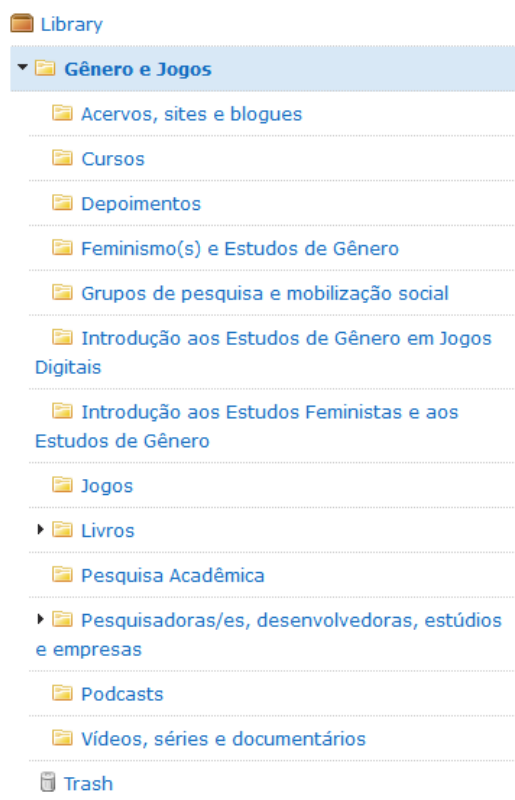 Library
Gênero e Jogos
Acervos, sites e blogues
Cursos
Depoimentos
Feminismo(s) e Estudos de Gênero
Grupos de pesquisa e mobilização social
Introdução aos Estudos de Gênero em Jogos
Digitais
Introdução aos Estudos Feministas e aos
Estudos de Gênero
Jogos
Livros
Pesquisa Acadêmica
Pesquisadoras/es, desenvolvedoras, estúdios
e empresas
Podcasts
Vídeos, séries e documentários
Trash